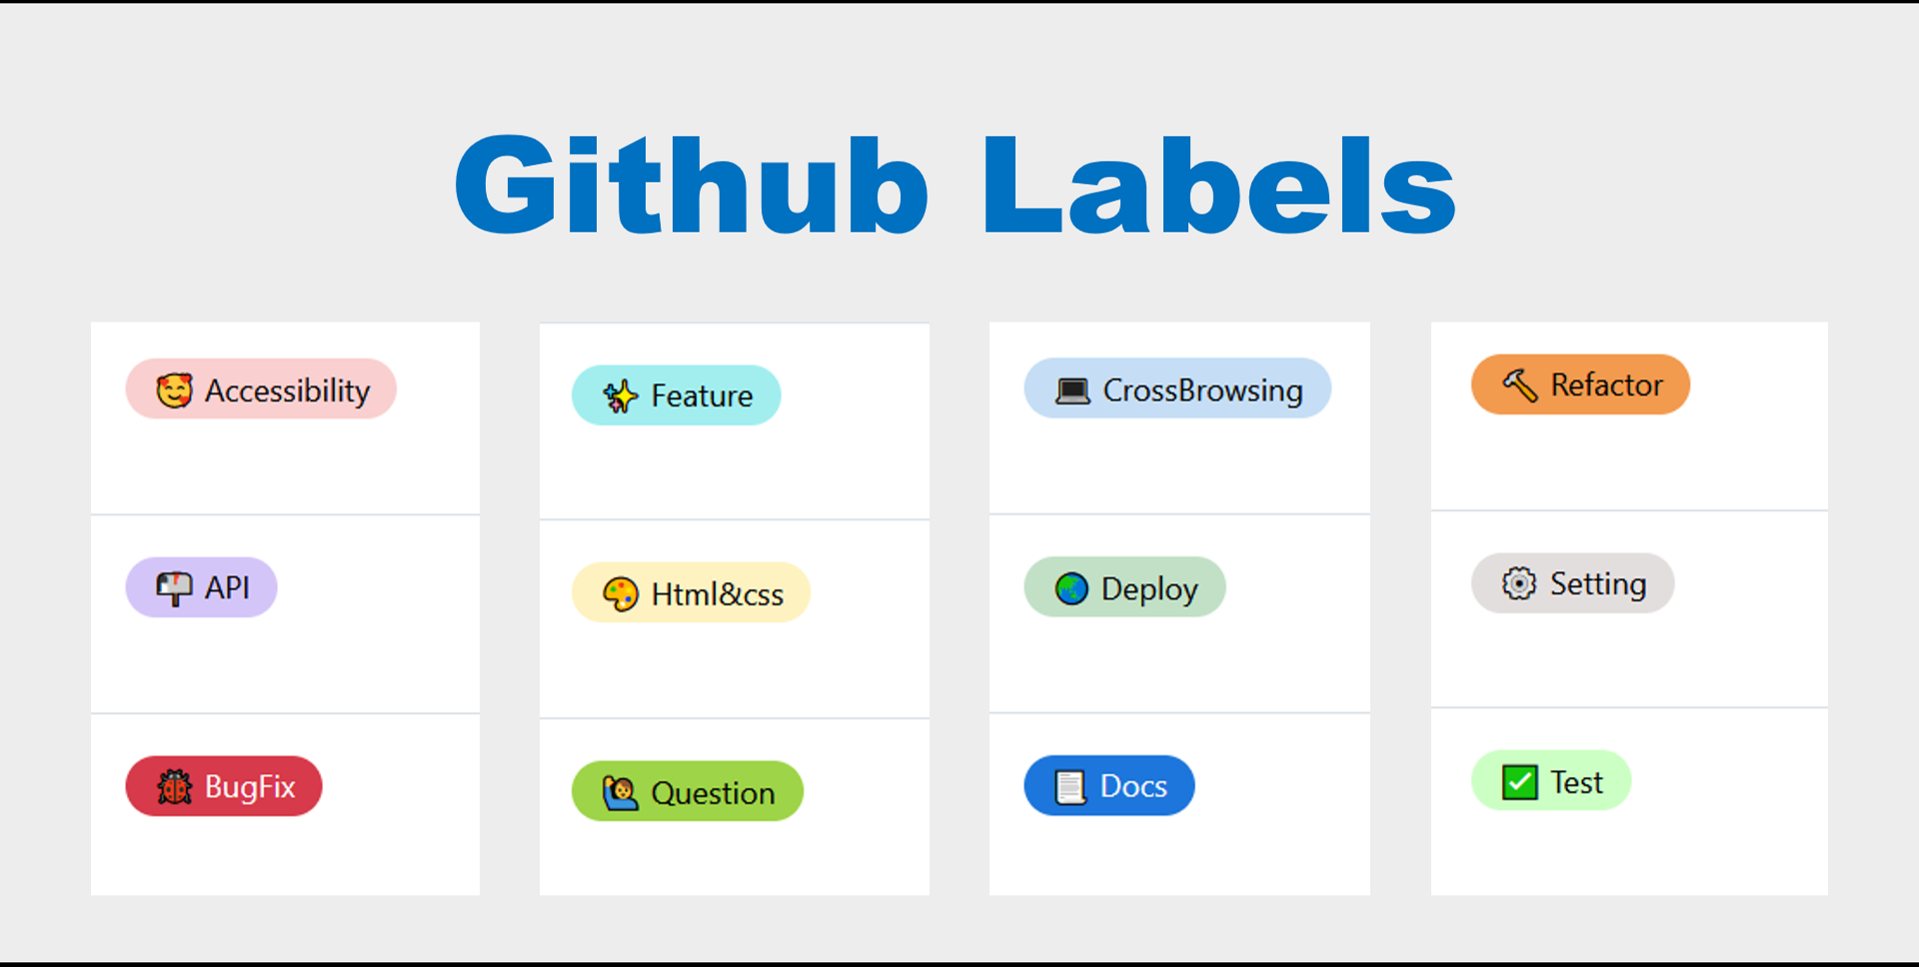 Github Labels
🥰 Accessibility
✨ Feature
💻 CrossBrowsing
🔨 Refactor
📬 API
🎨 Html&css
🌏 Deploy
⚙ Setting
🐞 BugFix
🙋 Question
📃 Docs
✅ Test